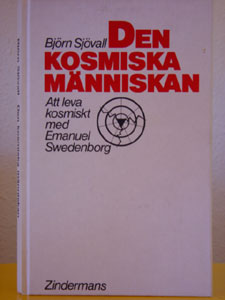 Björn Sjövall DEN
KOSMISKA
MÄNNISKAN
Att leva
kosmiskt
med
Emanuel
Swedenborg
Zindermans